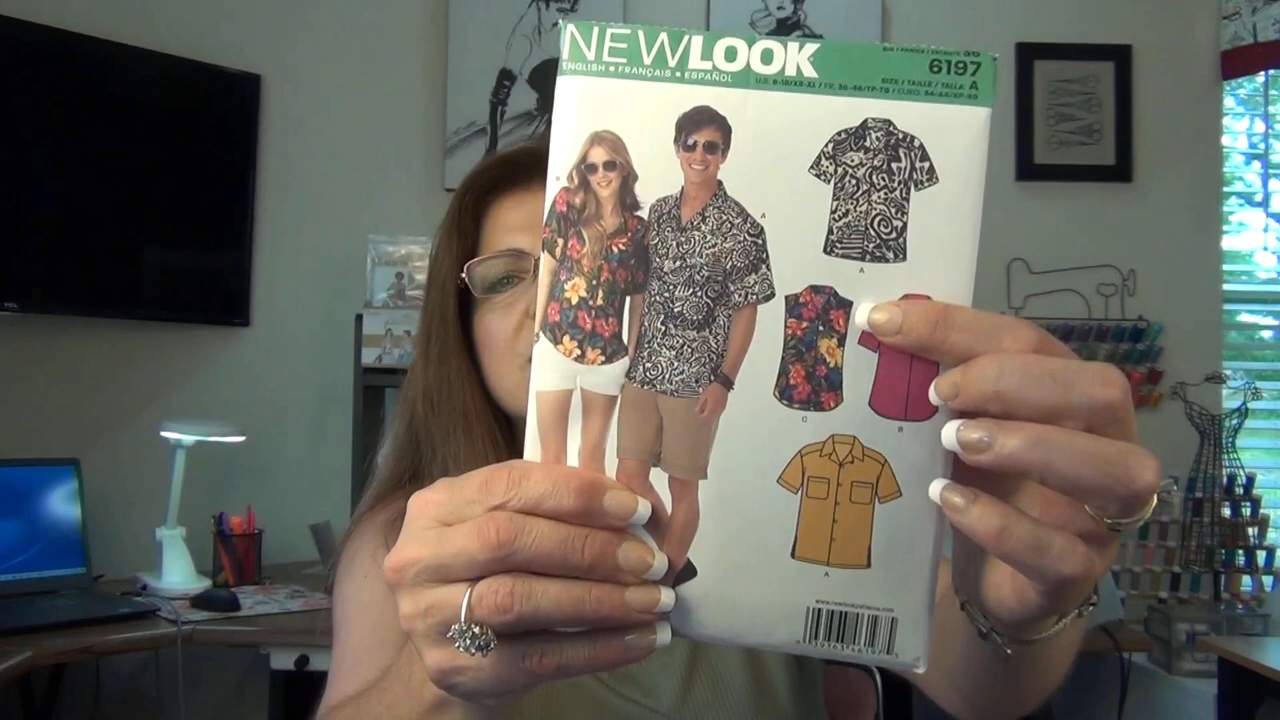 NEWLOOK
ENGLISH • FRANÇAIS • ESPAÑOL
6197
SIZE / TAILLE / TALLA A
B
A
A
C
B
A
www.newlookpatterns.com